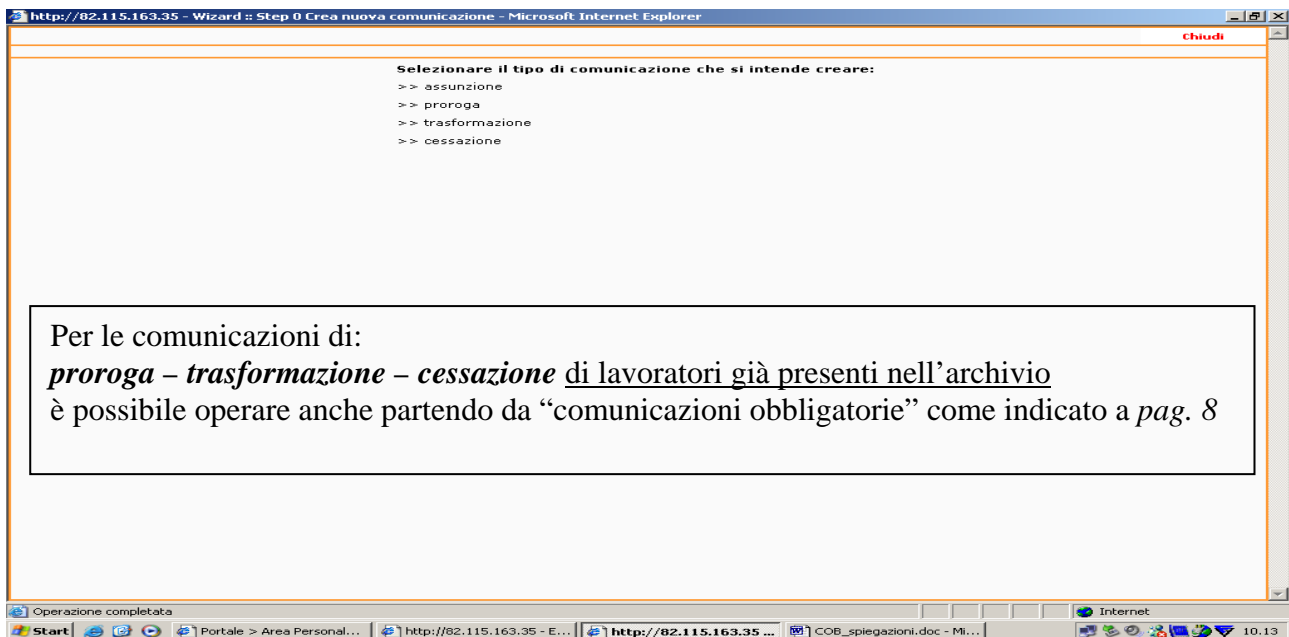 http://82.115.163.35 - Wizard :: Step 0 Crea nuova comunicazione - Microsoft Internet Explorer
Chiudi
Selezionare il tipo di comunicazione che si intende creare:
>> assunzione
>> proroga
>> trasformazione
>> cessazione
Per le comunicazioni di:
proroga – trasformazione – cessazione di lavoratori già presenti nell'archivio
è possibile operare anche partendo da “comunicazioni obbligatorie” come indicato a pag. 8
Operazione completata
Internet
Start
Portale > Area Personal...
http://82.115.163.35 - E...
http://82.115.163.35 ...
COB_spiegazioni.doc - Mi...
10.13